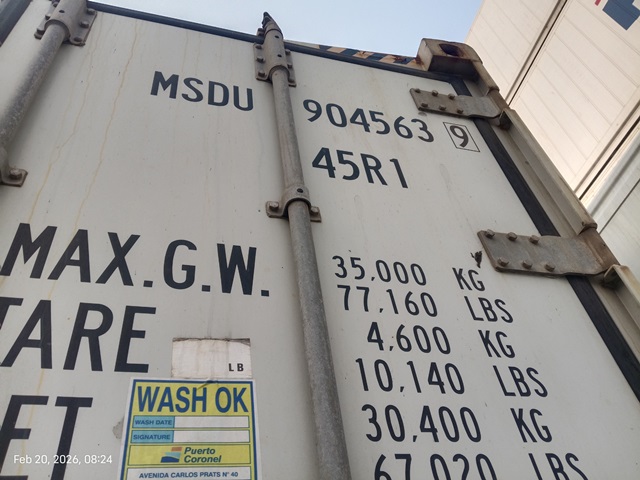 MSDU 904563 9
45R1
MAX.G.W. 35,000 KG
77,160 LBS
TARE 4,600 KG
10,140 LBS
ET 30,400 KG
67,020 LBS
LB
WASH OK
WASH DATE
SIGNATURE
Puerto
Coronel
AVENIDA CARLOS PRATS N° 40
Feb 20, 2026, 08:24